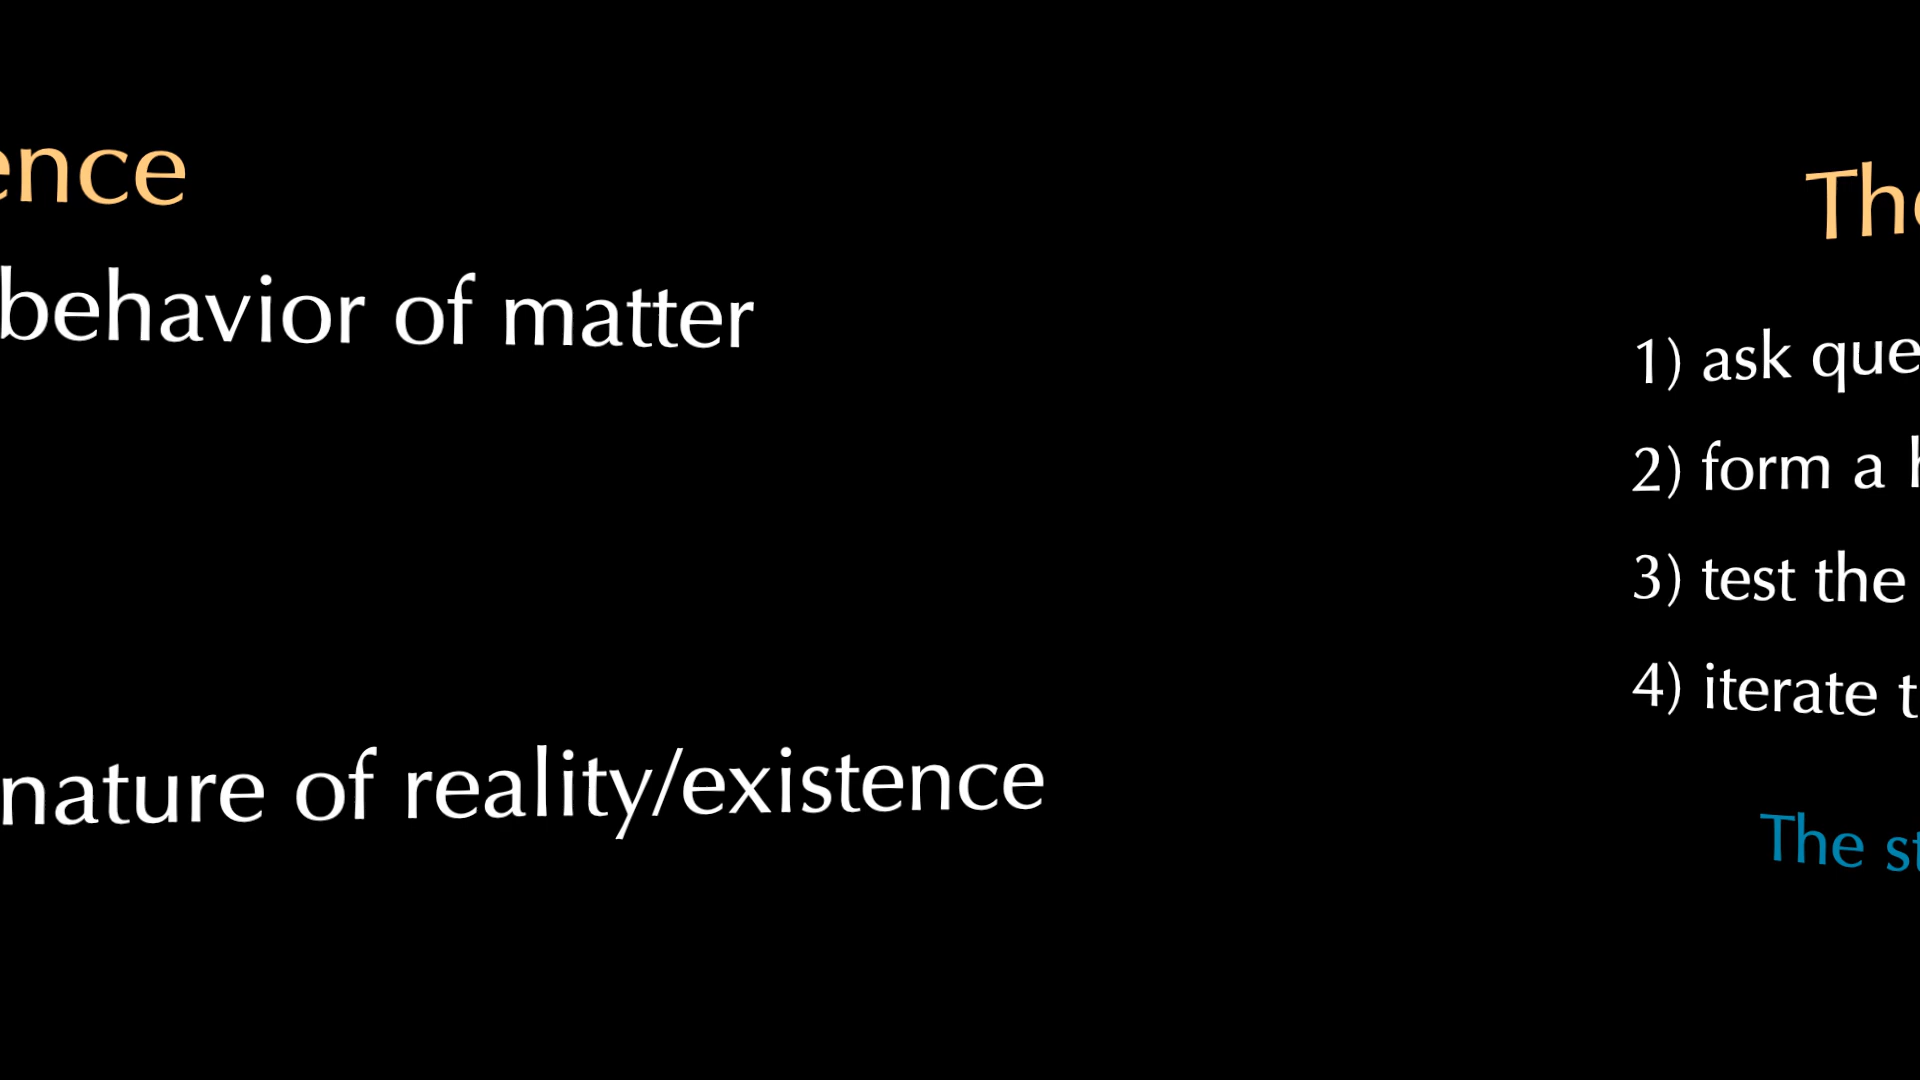 ence
behavior of matter
nature of reality/existence
The
1) ask que
2) form a
3) test the
4) iterate t
The st